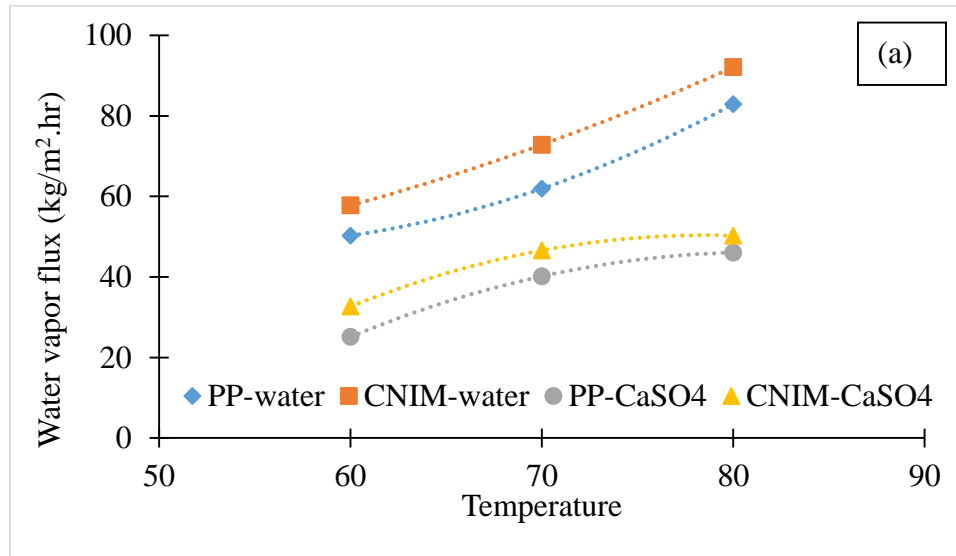 (a)
Water vapor flux (kg/m².hr)
100
80
60
40
20
0
PP-water CNIM-water PP-CaSO4 CNIM-CaSO4
50 60 70 80 90
Temperature